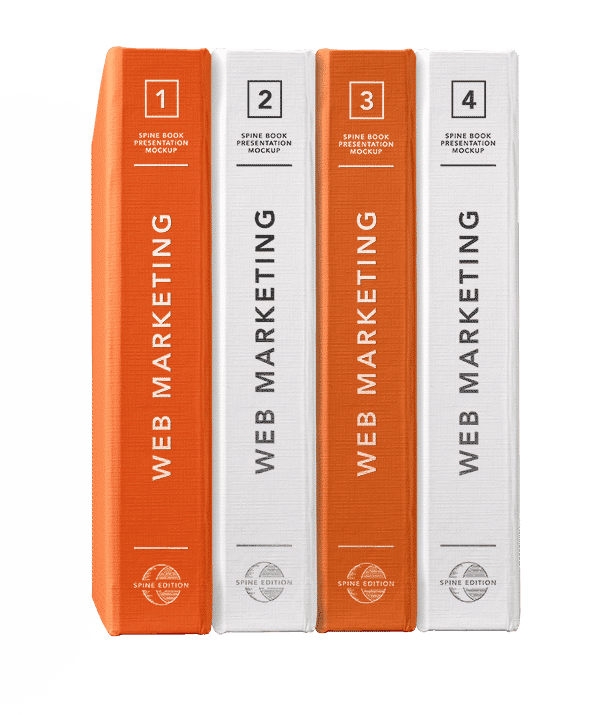 1
SPINE BOOK
PRESENTATION
MOCKUP
WEB MARKETING
SPINE EDITION
2
SPINE BOOK
PRESENTATION
MOCKUP
WEB MARKETING
SPINE EDITION
3
SPINE BOOK
PRESENTATION
MOCKUP
WEB MARKETING
SPINE EDITION
4
SPINE BOOK
PRESENTATION
MOCKUP
WEB MARKETING
SPINE EDITION